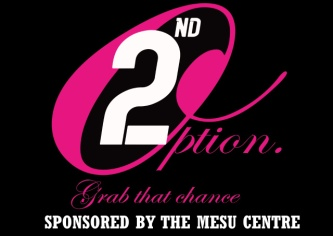 2ND
Option.
Grab that chance
SPONSORED BY THE MESU CENTRE